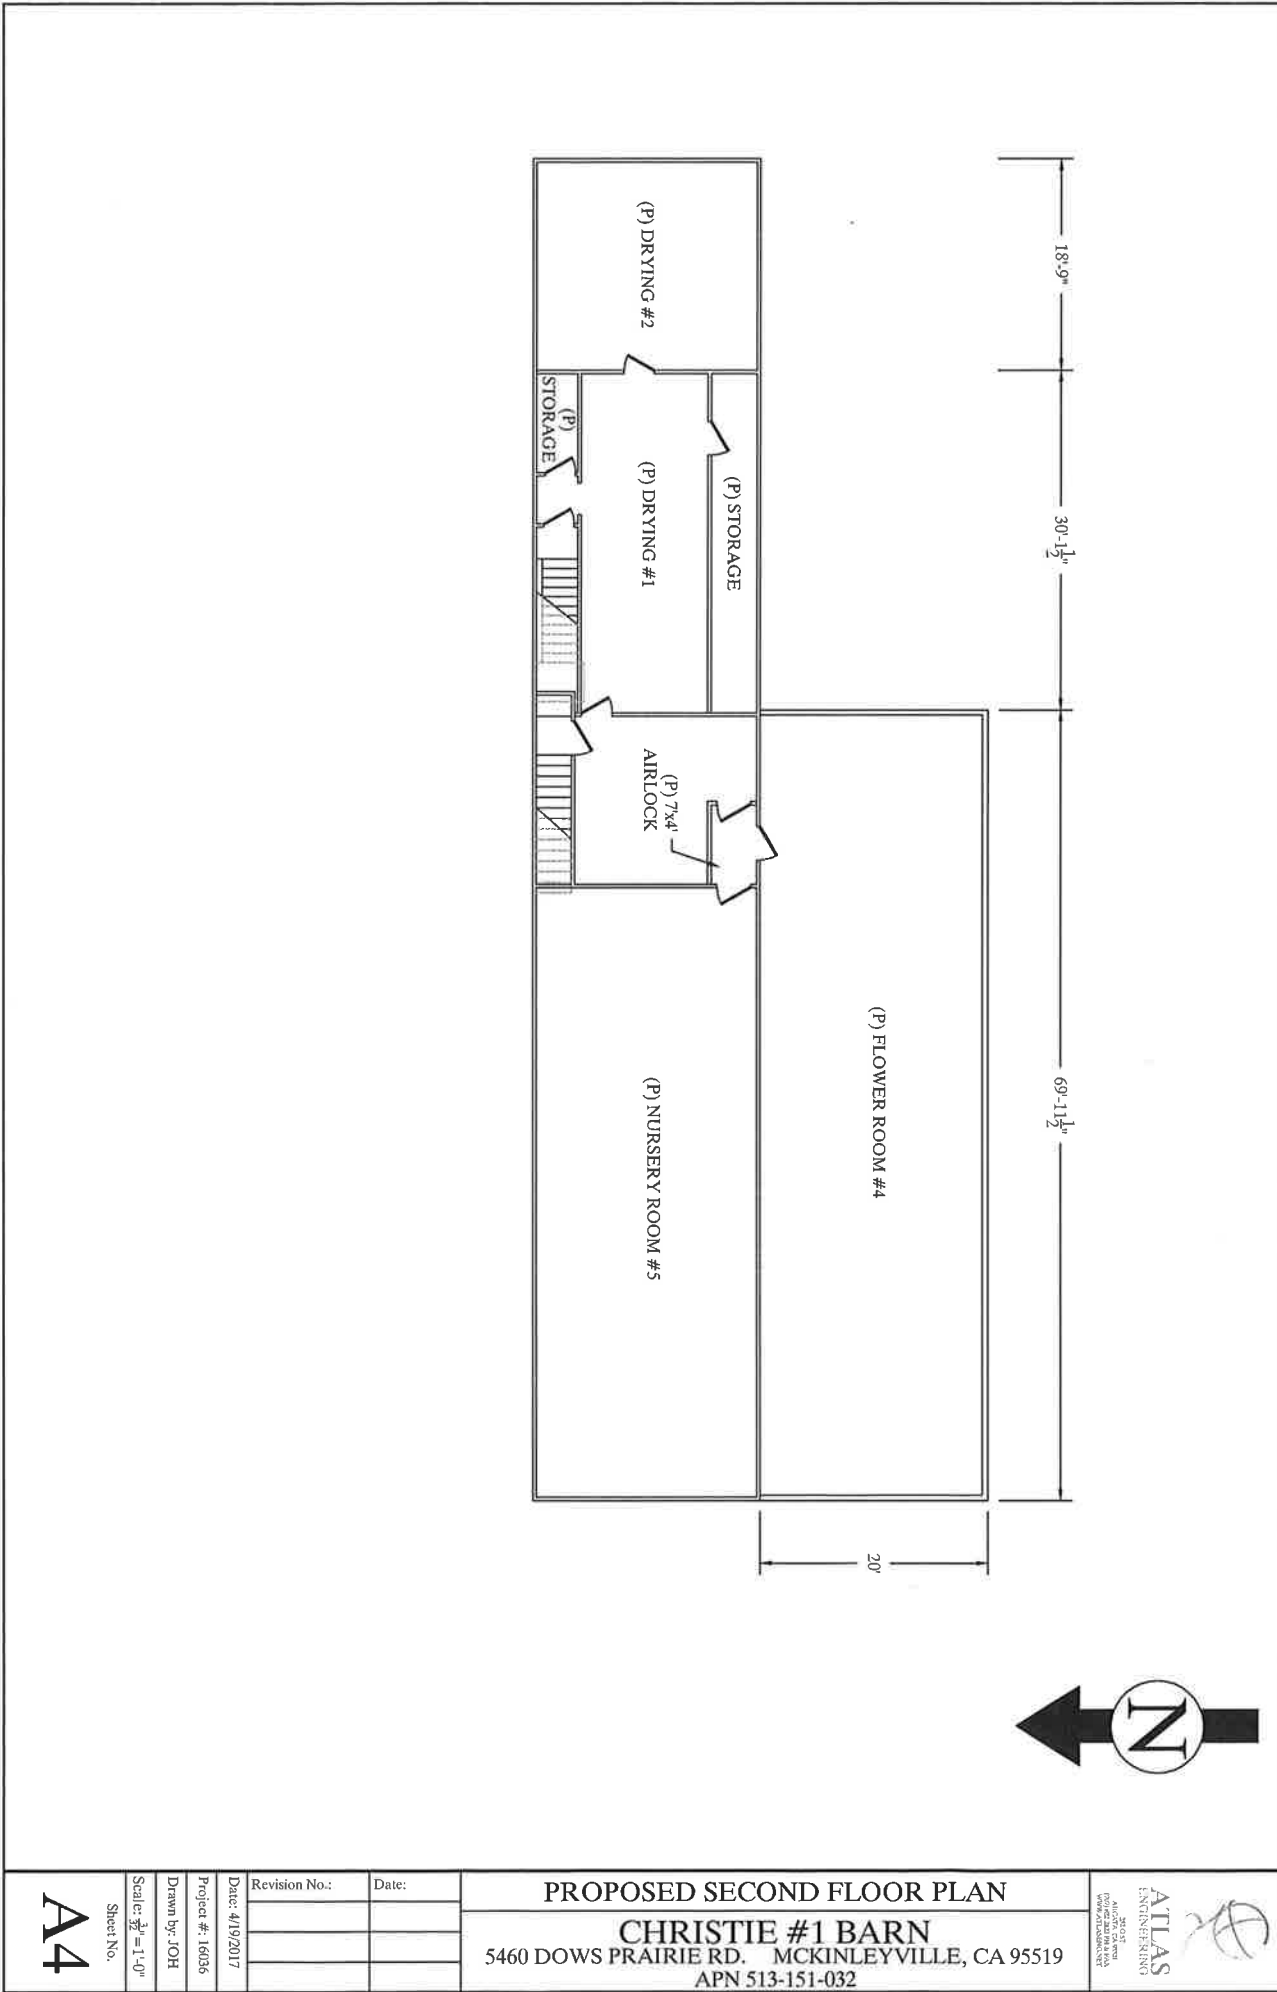 18'-9"
30'-1 1/2"
69'-11 1/2"
20'
(P) DRYING #2
(P)
STORAGE
(P) DRYING #1
(P) STORAGE
(P) 7'x4'
AIRLOCK
(P) FLOWER ROOM #4
(P) NURSERY ROOM #5
N
ATLAS
ENGINEERING
PROPOSED SECOND FLOOR PLAN
CHRISTIE #1 BARN
5460 DOWS PRAIRIE RD. MCKINLEYVILLE, CA 95519
APN 513-151-032
Revision No.:
Date:
Date: 4/19/2017
Project #: 16036
Drawn by: JOH
Scale: 3/32" = 1'-0"
Sheet No.
A4